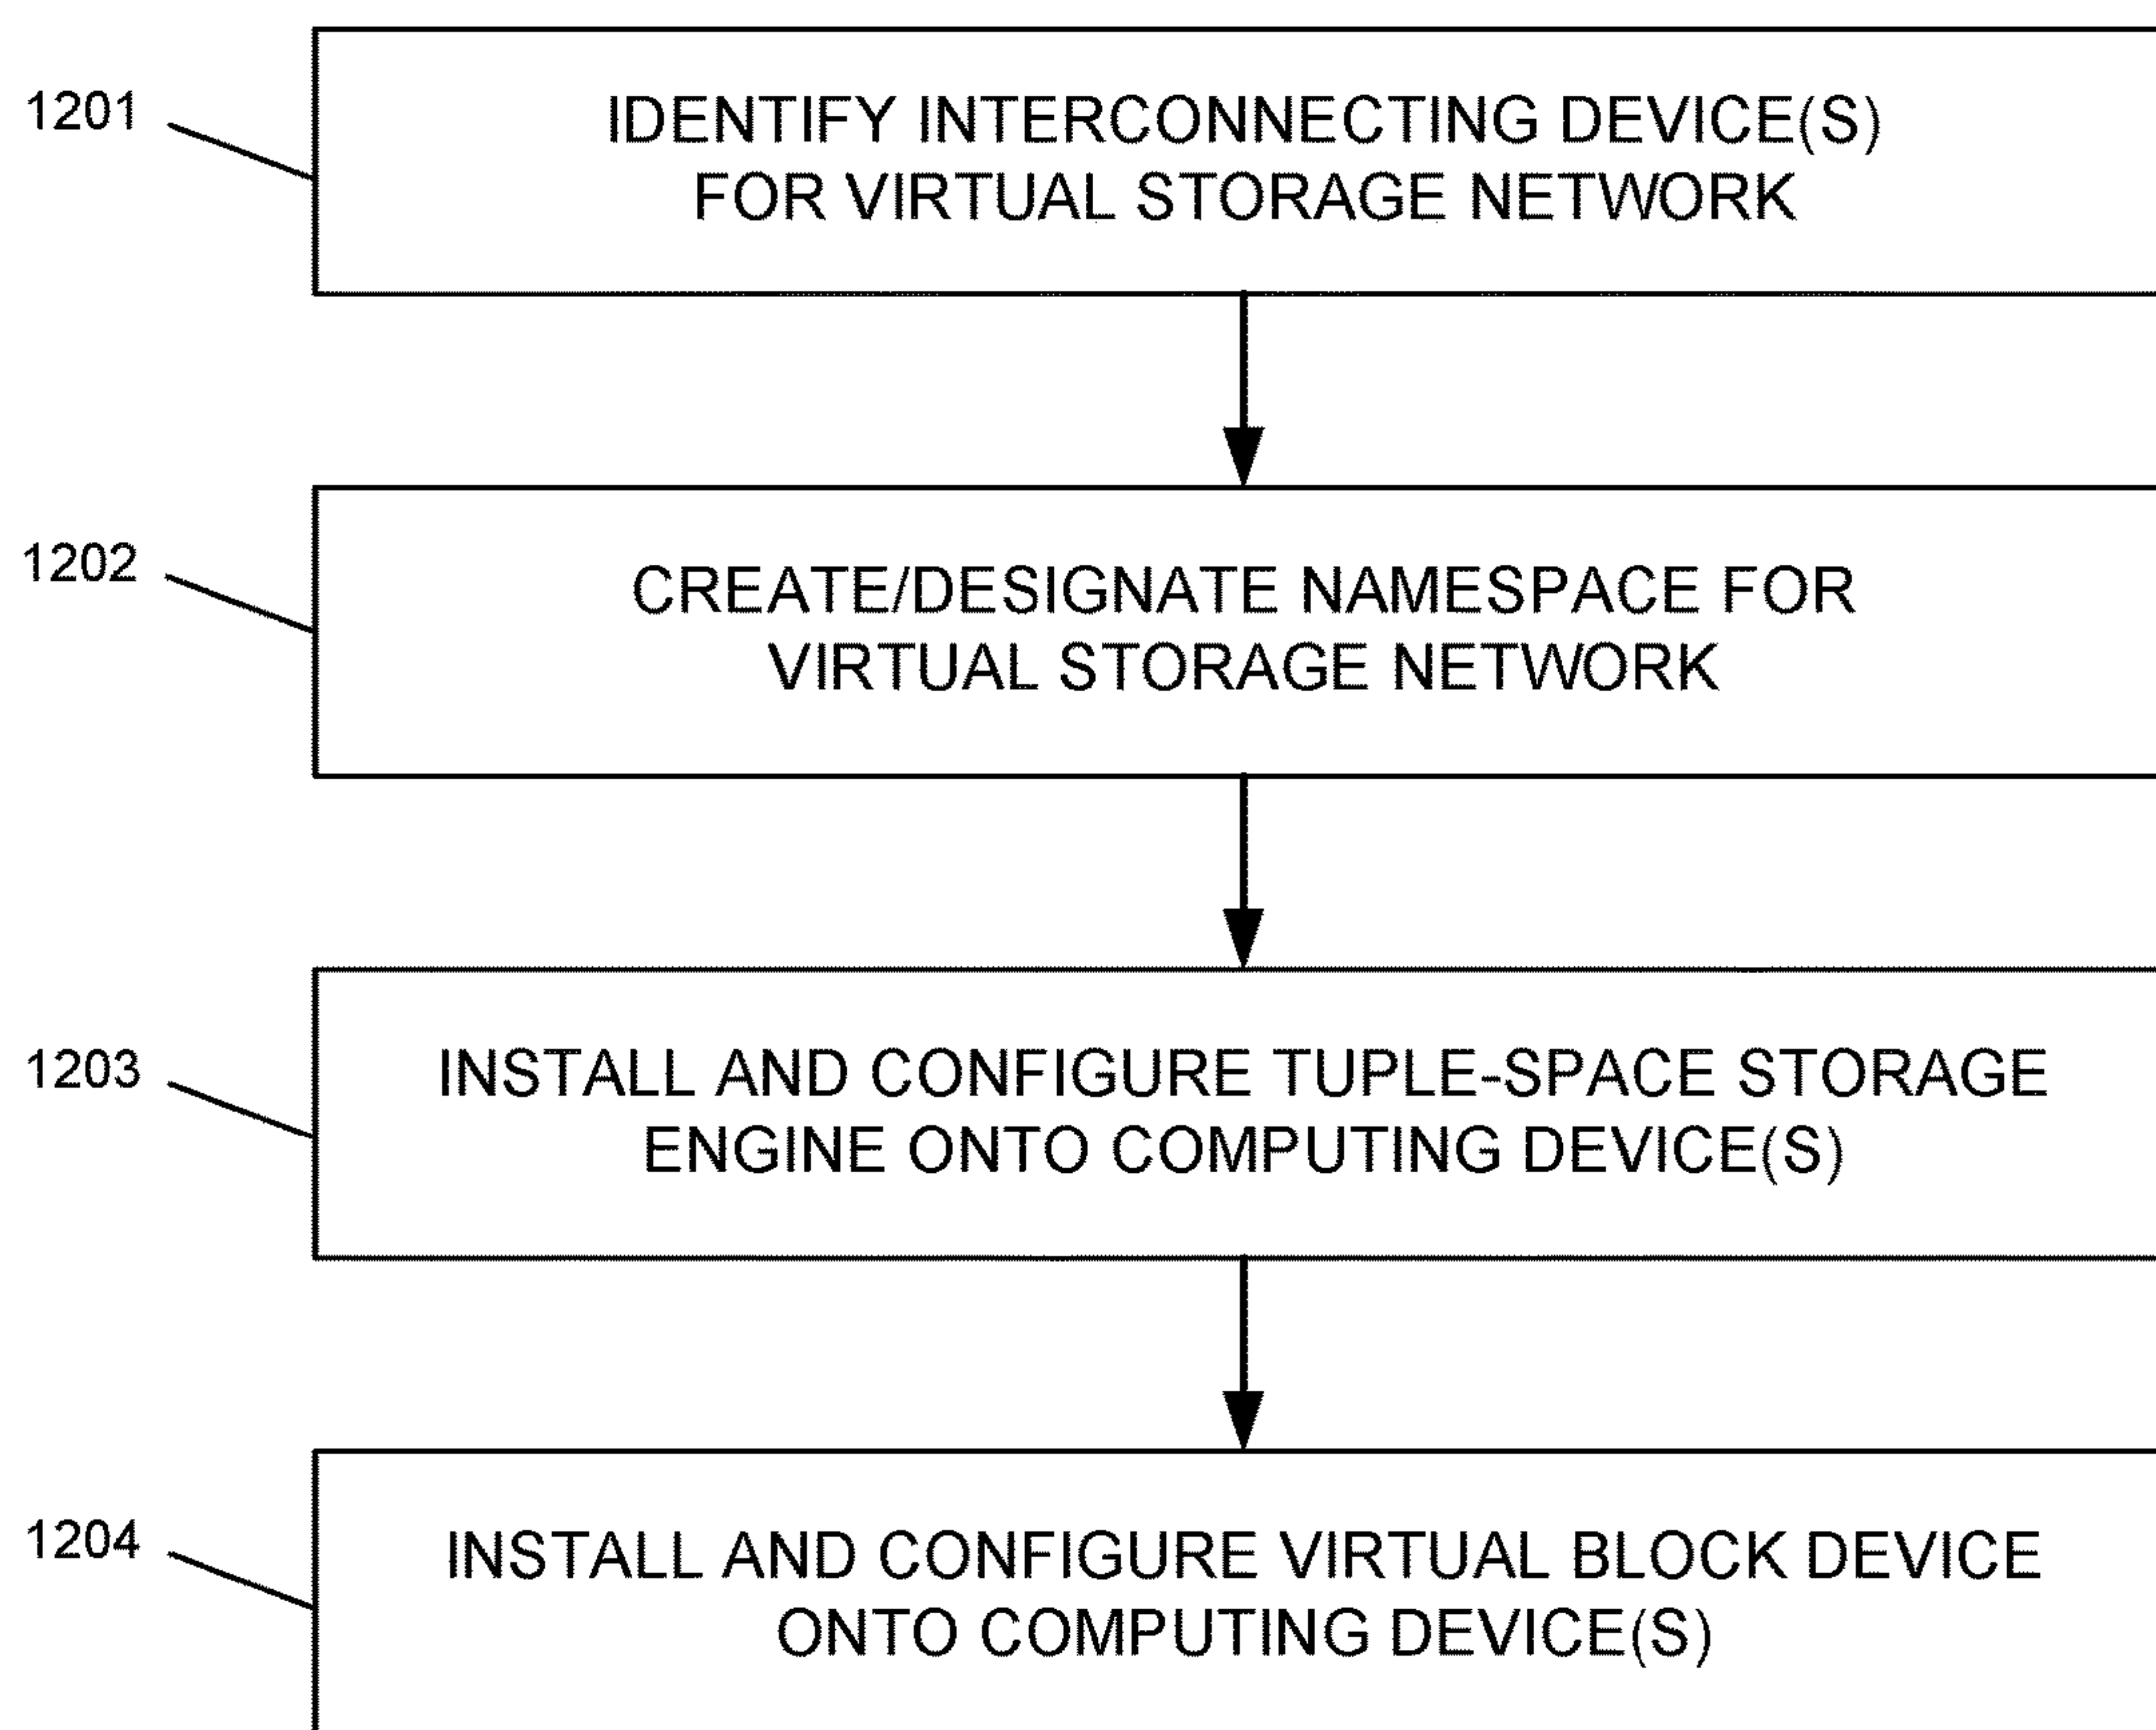 1201
IDENTIFY INTERCONNECTING DEVICE(S)
FOR VIRTUAL STORAGE NETWORK
1202
CREATE/DESIGNATE NAMESPACE FOR
VIRTUAL STORAGE NETWORK
1203
INSTALL AND CONFIGURE TUPLE-SPACE STORAGE
ENGINE ONTO COMPUTING DEVICE(S)
1204
INSTALL AND CONFIGURE VIRTUAL BLOCK DEVICE
ONTO COMPUTING DEVICE(S)